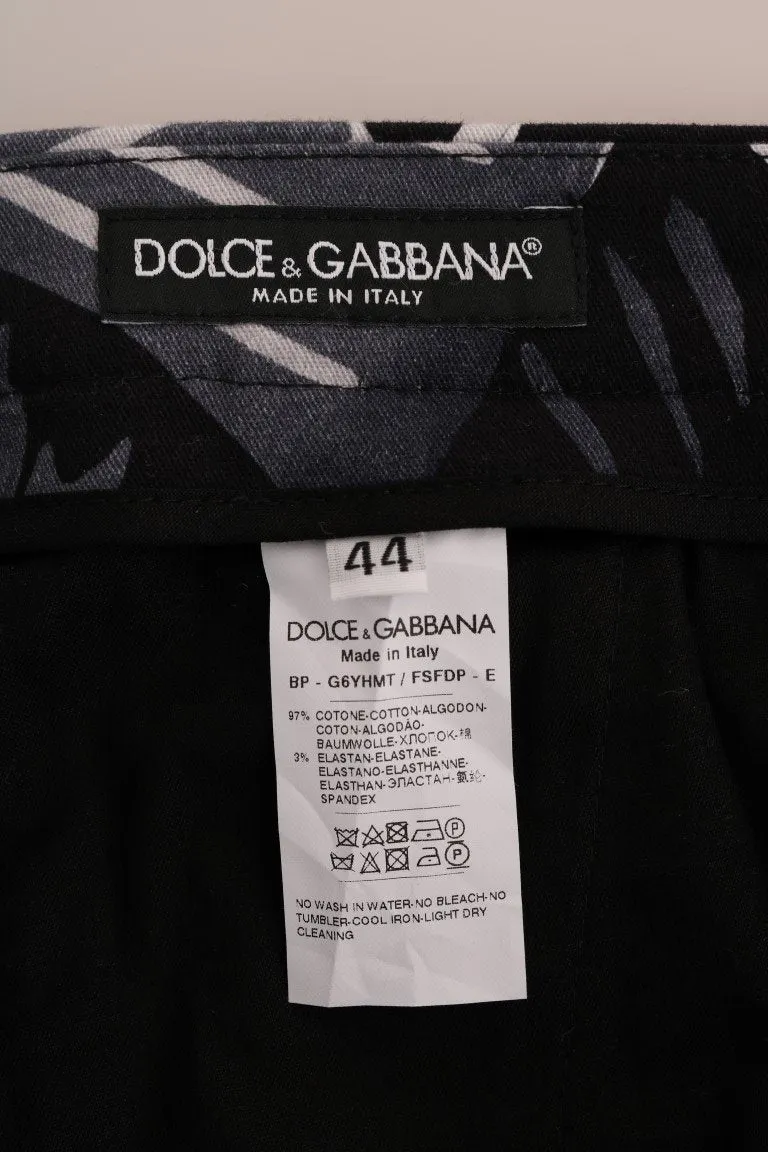 DOLCE & GABBANA®
MADE IN ITALY
44
DOLCE & GABBANA
Made in Italy
BP - G6YHMT / FSFDP - E
97% COTONE-COTTON-ALGODON-
COTON-ALGODÃO-
BAUMWOLLE-ХЛОПОК-棉
3% ELASTAN-ELASTANE-
ELASTANO-ELASTHANNE-
ELASTHAN-ЭЛАСТАН-氨纶-
SPANDEX
P
P
NO WASH IN WATER-NO BLEACH-NO
TUMBLER-COOL IRON-LIGHT DRY
CLEANING